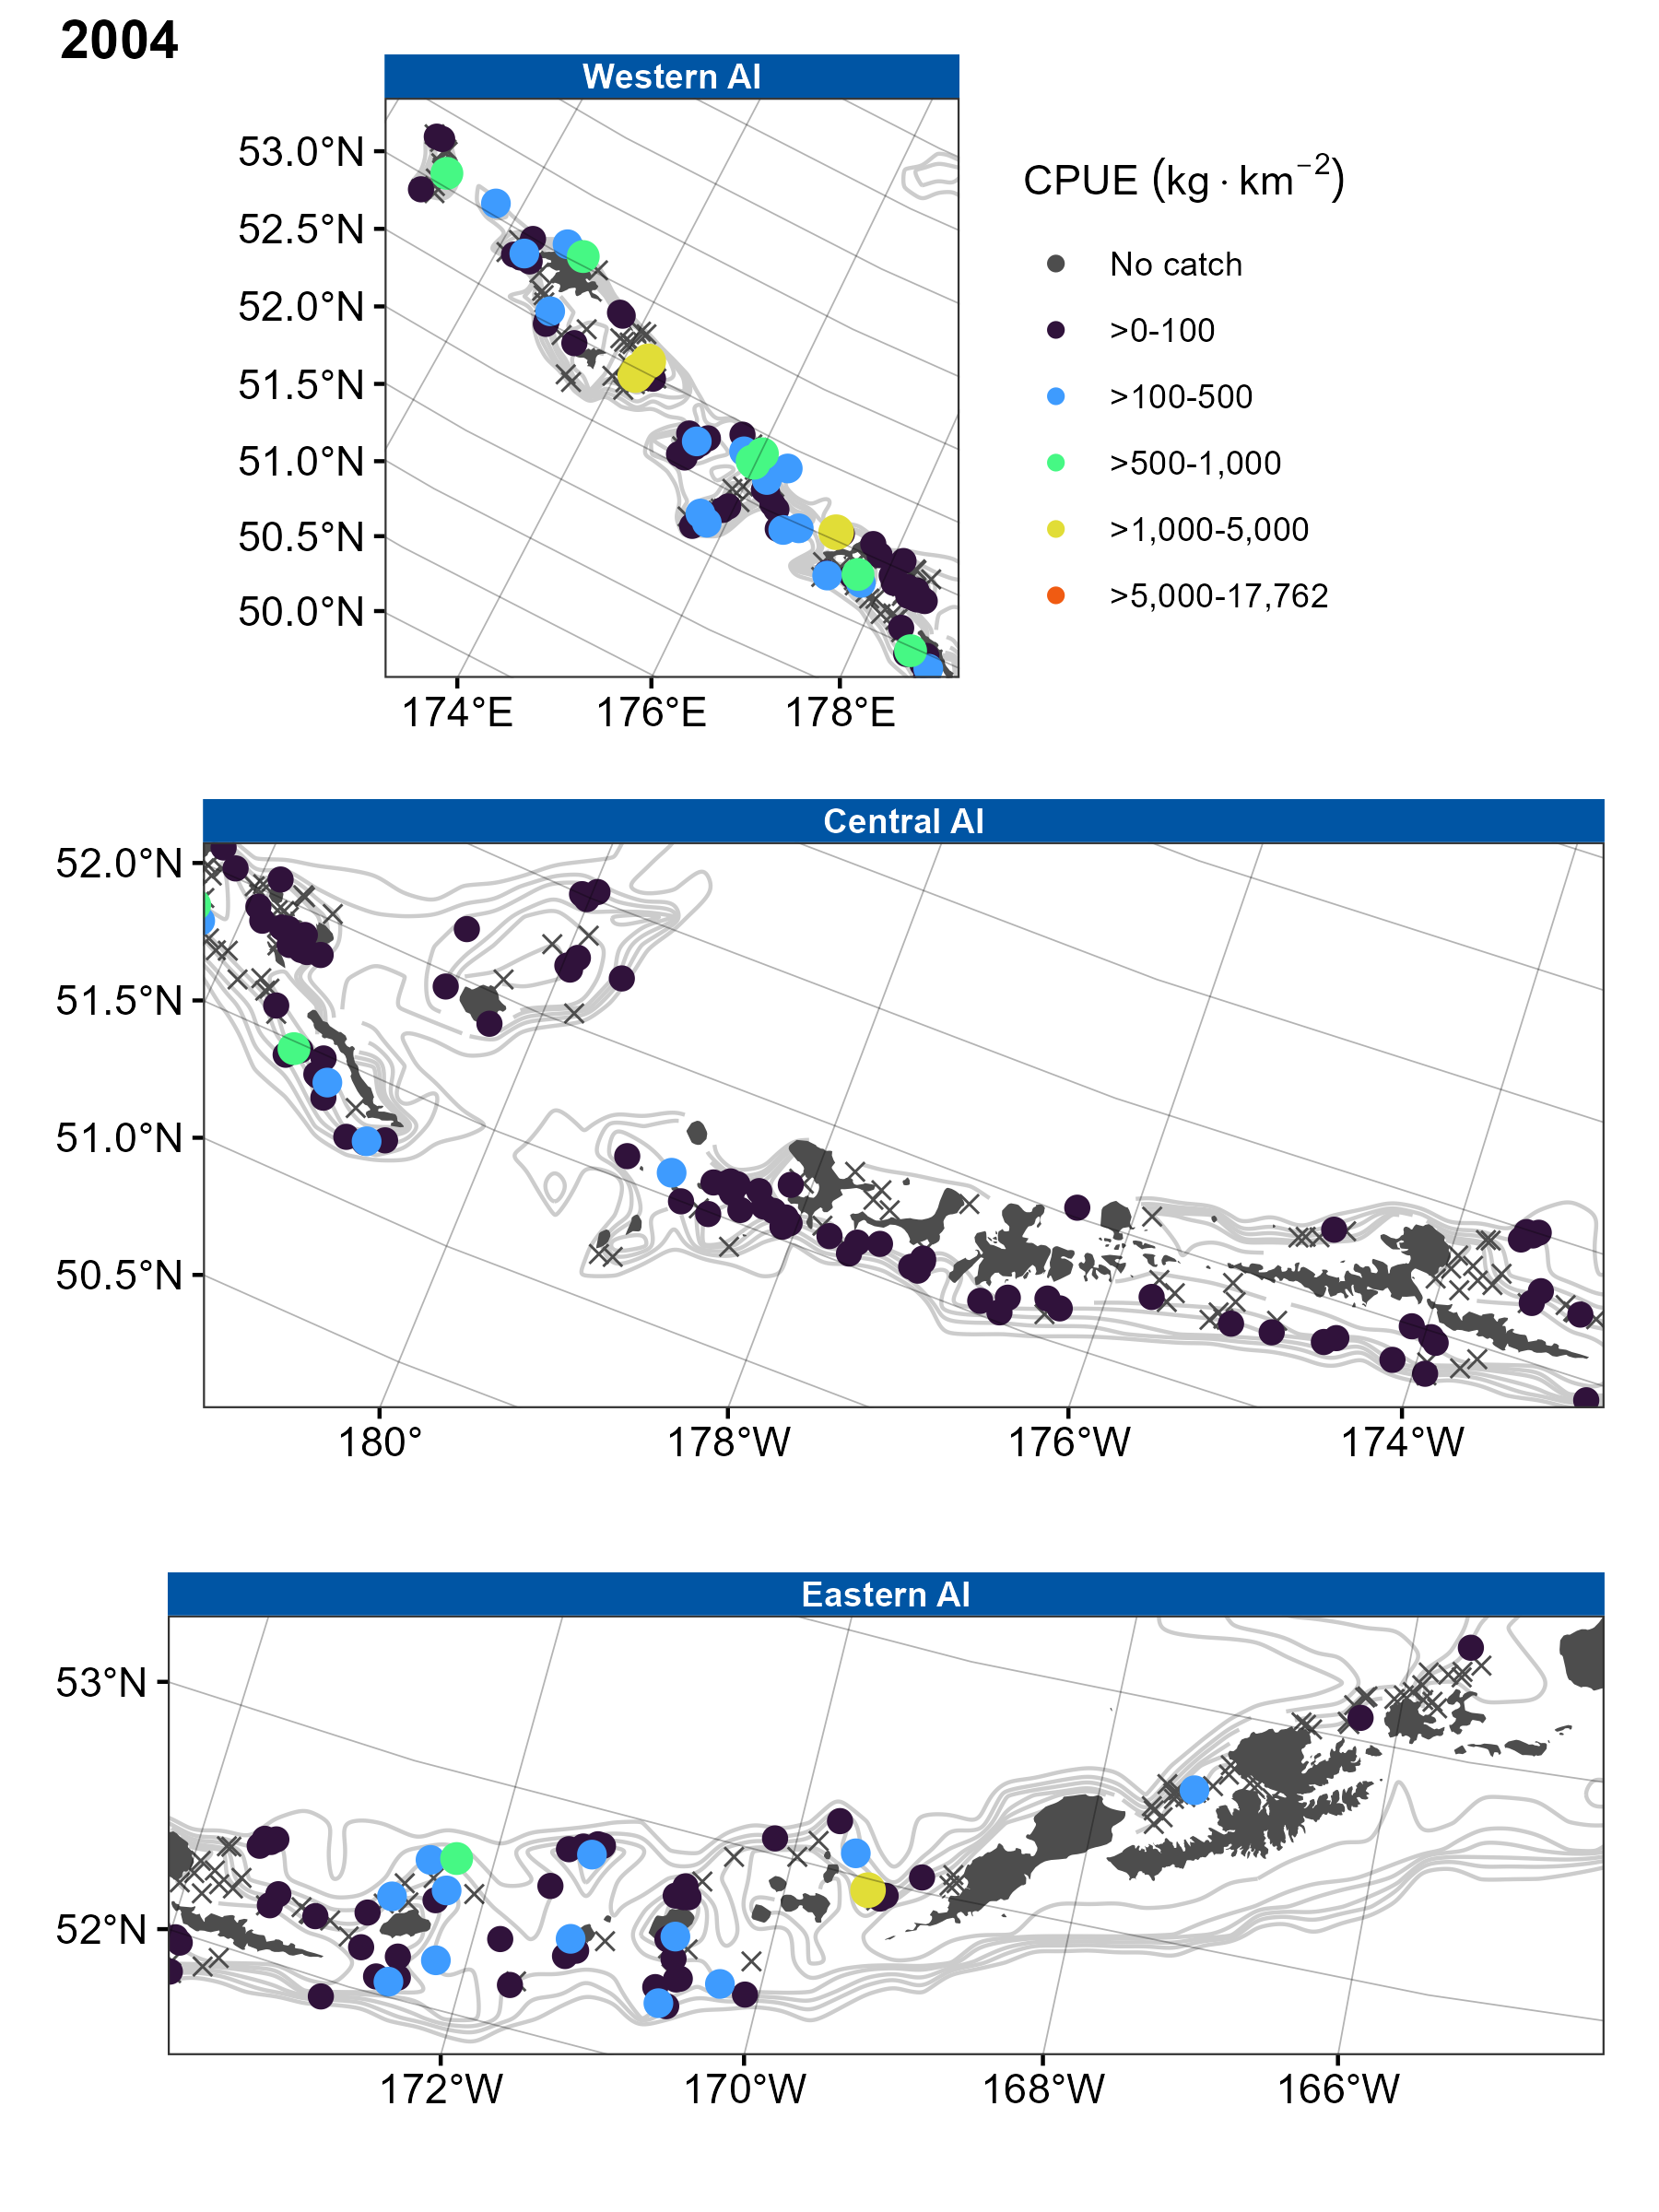 2004
Western AI
53.0°N
52.5°N
52.0°N
51.5°N
51.0°N
50.5°N
50.0°N
174°E 176°E 178°E
CPUE (kg · km⁻²)
No catch
>0-100
>100-500
>500-1,000
>1,000-5,000
>5,000-17,762
Central AI
52.0°N
51.5°N
51.0°N
50.5°N
180° 178°W 176°W 174°W
Eastern AI
53°N
52°N
172°W 170°W 168°W 166°W